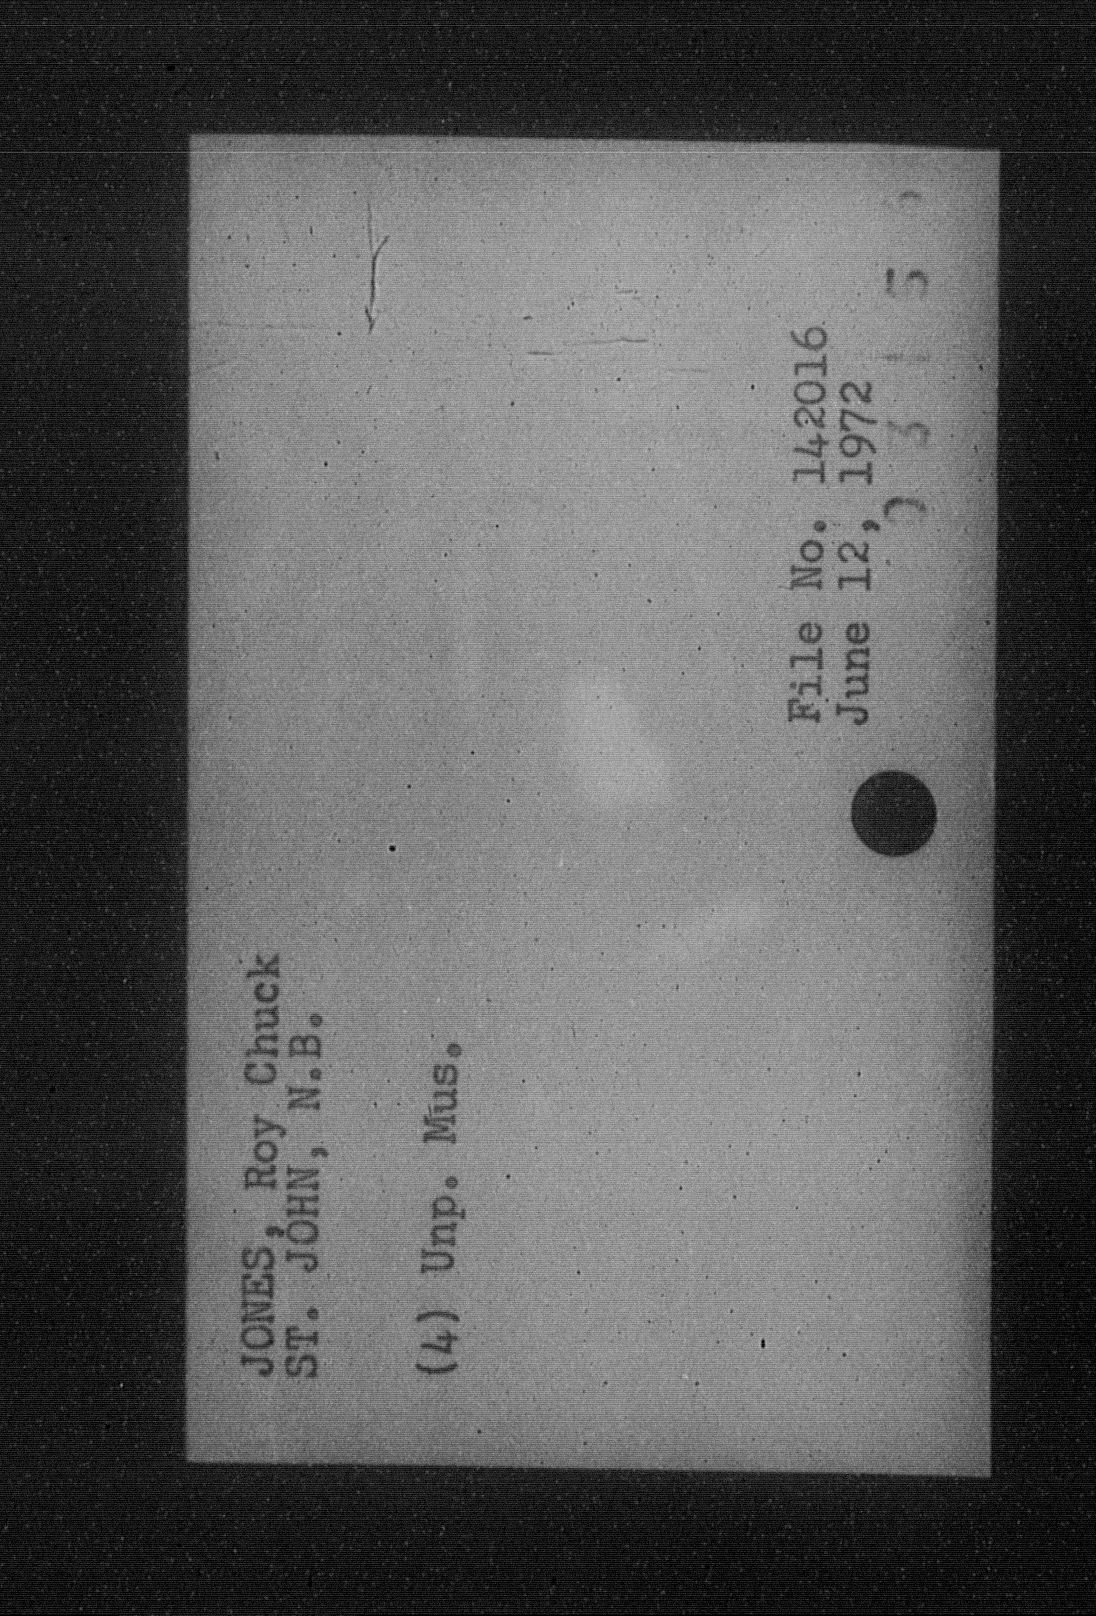 JONES, Roy Chuck
ST. JOHN, N.B.
(4) Unp. Mus.
File No. 142016
June 12, 1972